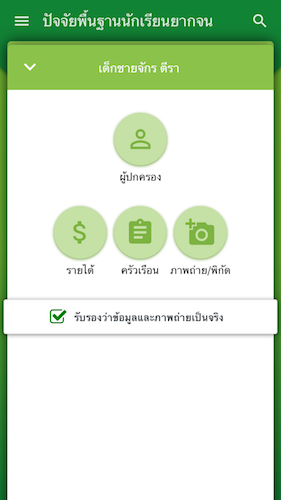 ปัจจัยพื้นฐานนักเรียนยากจน
เด็กชายจักร ตีรา
ผู้ปกครอง
รายได้ ครัวเรือน ภาพถ่าย/พิกัด
รับรองว่าข้อมูลและภาพถ่ายเป็นจริง